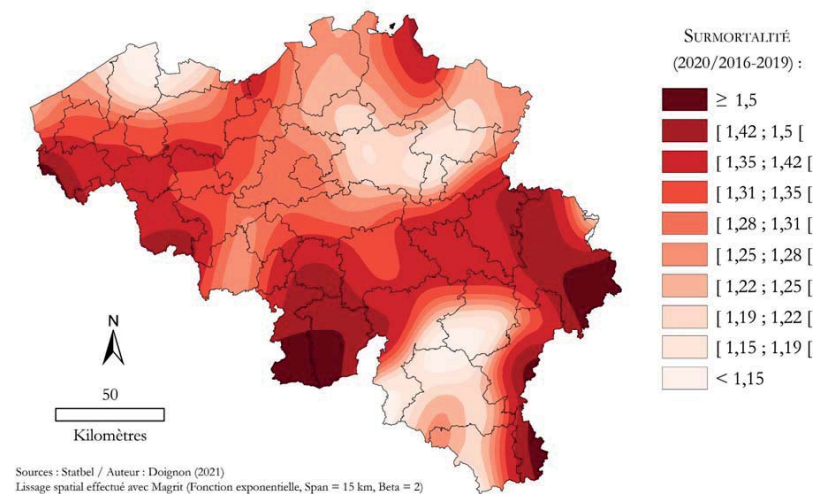 SURMORTALITÉ
(2020/2016-2019) :
≥ 1,5
[ 1,42 ; 1,5 [
[ 1,35 ; 1,42 [
[ 1,31 ; 1,35 [
[ 1,28 ; 1,31 [
[ 1,25 ; 1,28 [
[ 1,22 ; 1,25 [
[ 1,19 ; 1,22 [
[ 1,15 ; 1,19 [
< 1,15
N
50
Kilomètres
Sources : Statbel / Auteur : Doignon (2021)
Lissage spatial effectué avec Magrit (Fonction exponentielle, Span = 15 km, Beta = 2)